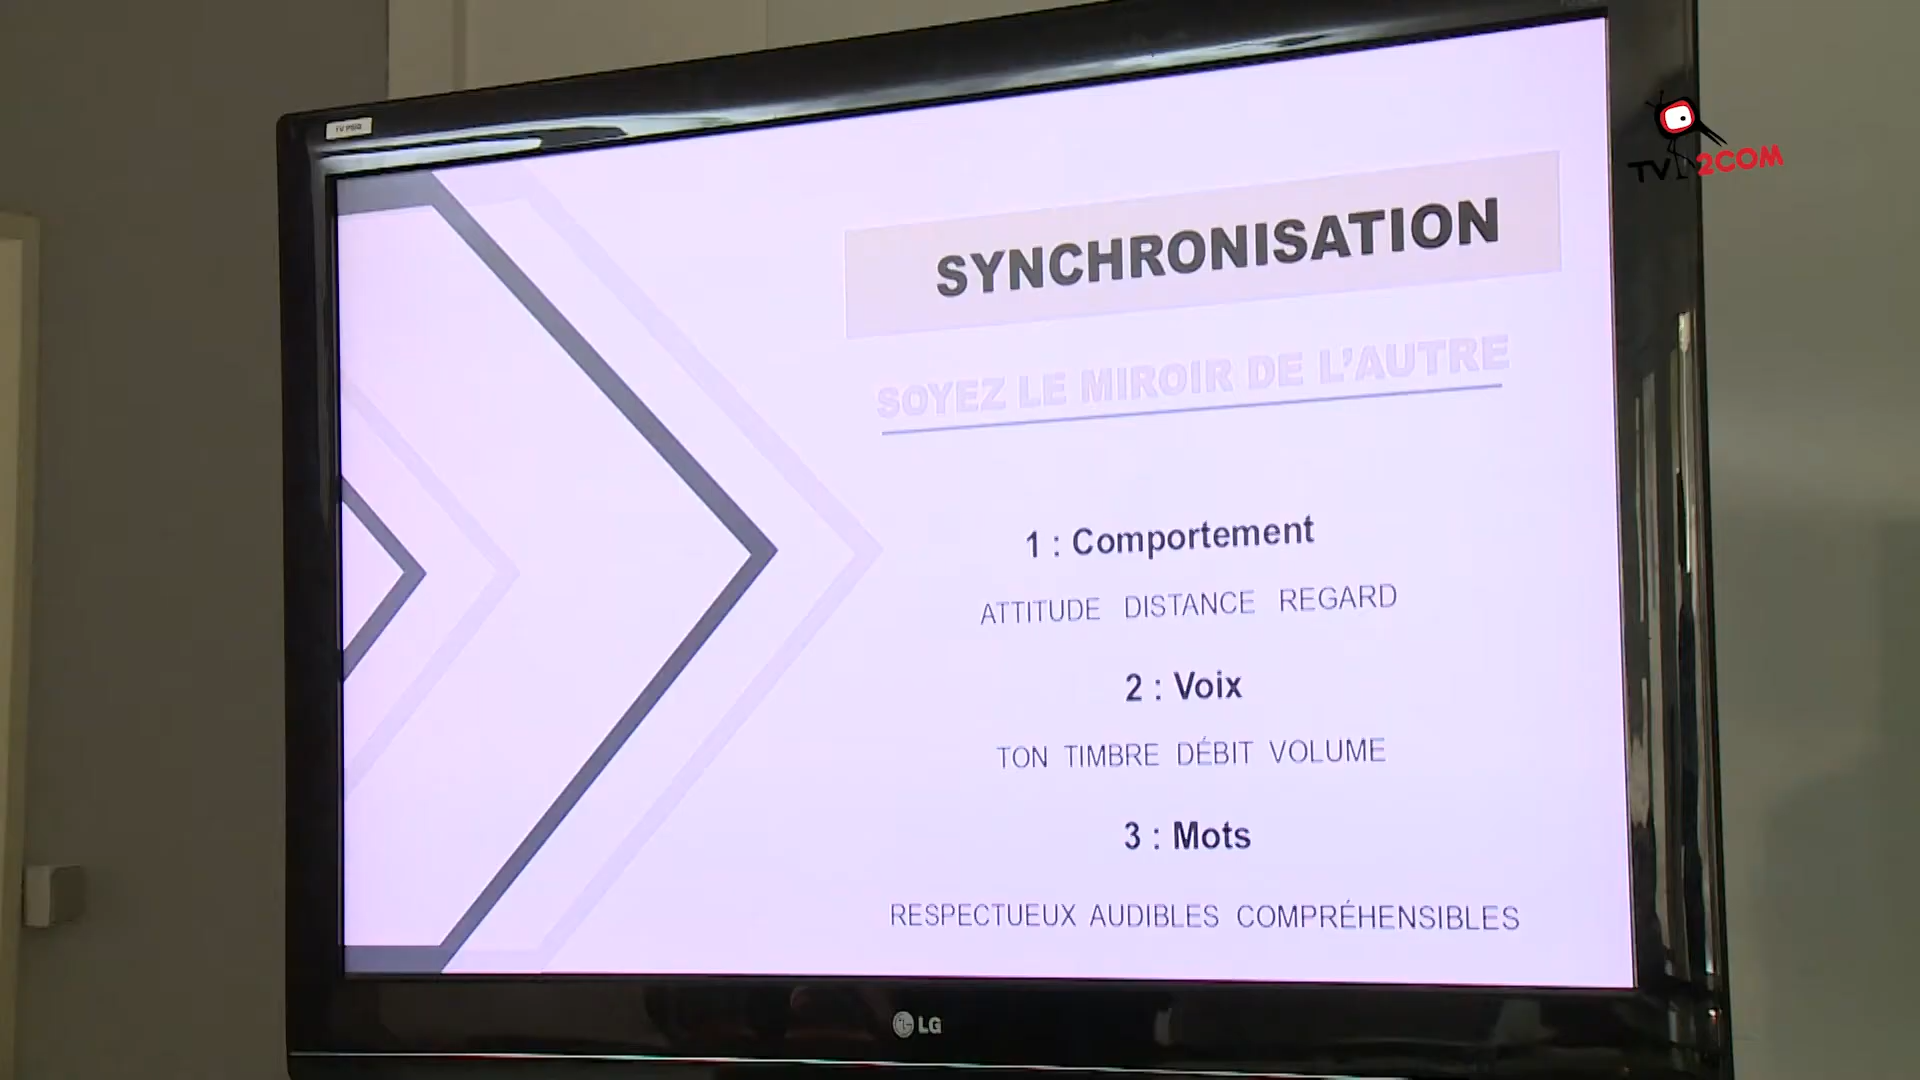 TV2COM
SYNCHRONISATION
SOYEZ LE MIROIR DE L'AUTRE
1 : Comportement
ATTITUDE DISTANCE REGARD
2 : Voix
TON TIMBRE DÉBIT VOLUME
3 : Mots
RESPECTUEUX AUDIBLES COMPRÉHENSIBLES
LG